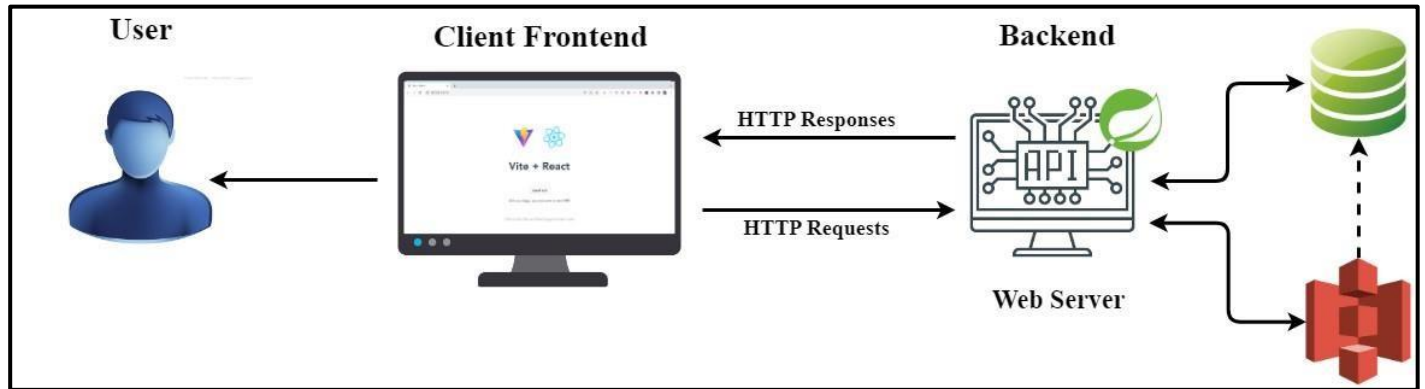 User
Client Frontend
Backend
HTTP Responses
API
Vite + React
HTTP Requests
Web Server